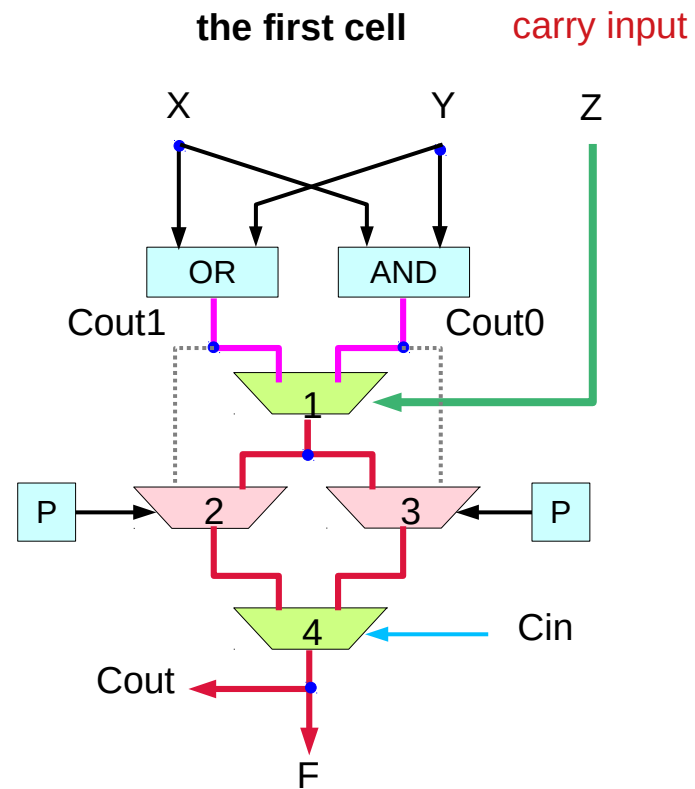 the first cell
carry input
X
Y
Z
OR
AND
Cout1
Cout0
1
P
2
3
P
4
Cin
Cout
F